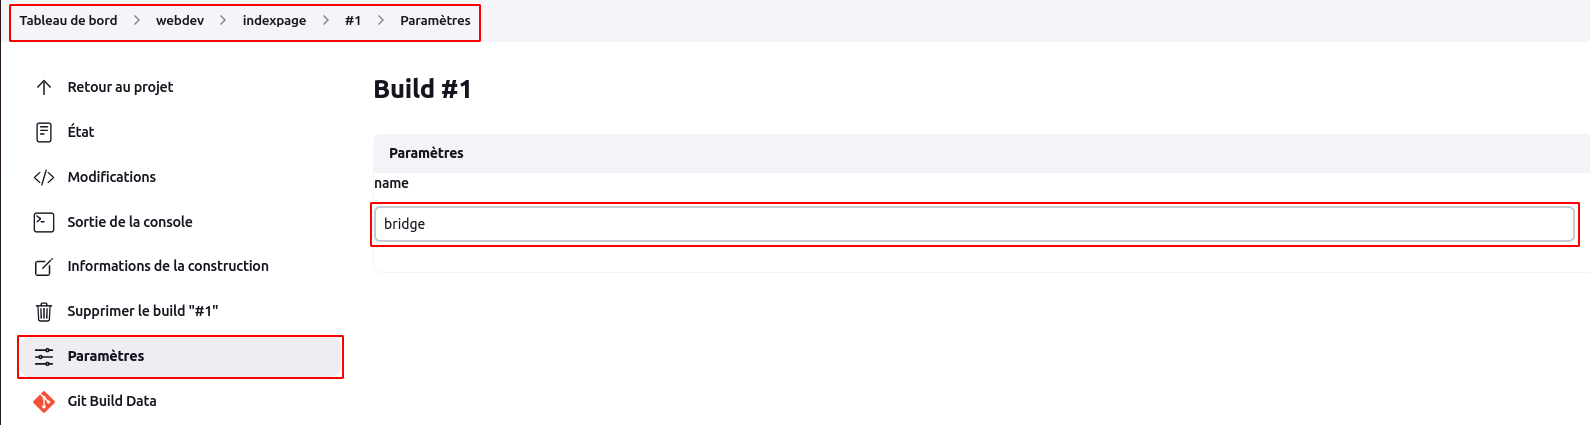 Tableau de bord > webdev > indexpage > #1 > Paramètres
Retour au projet
État
Modifications
Sortie de la console
Informations de la construction
Supprimer le build "#1"
Paramètres
Git Build Data
Build #1
Paramètres
name
bridge